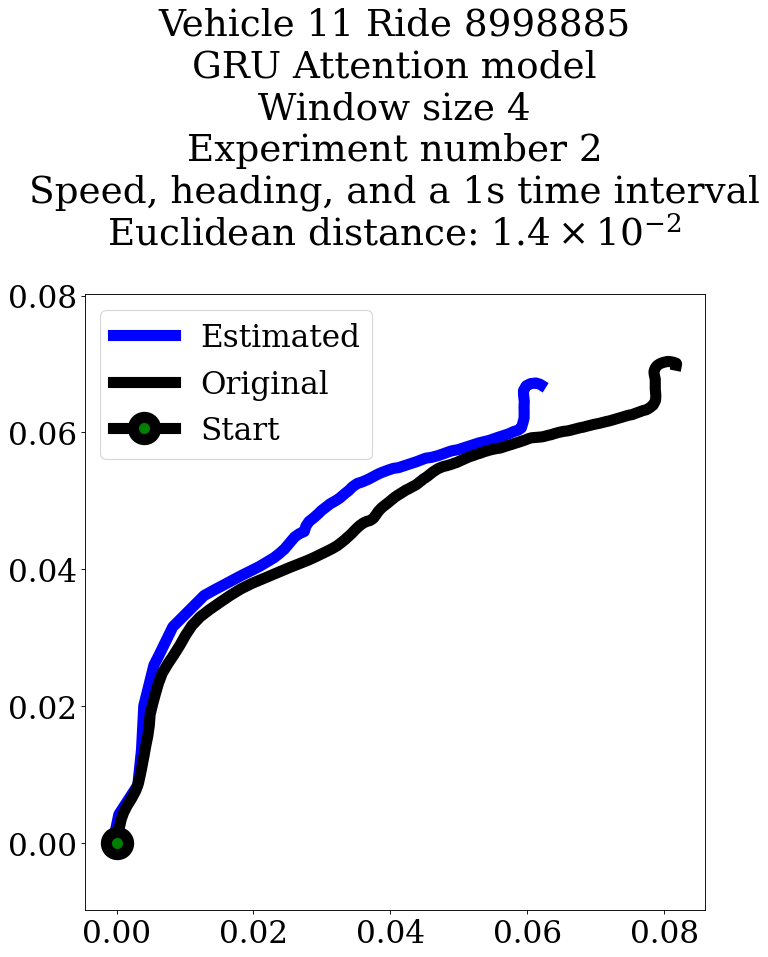 Vehicle 11 Ride 8998885
GRU Attention model
Window size 4
Experiment number 2
Speed, heading, and a 1s time interval
Euclidean distance: 1.4 × 10⁻²
0.08
Estimated
Original
Start
0.06
0.04
0.02
0.00
0.00 0.02 0.04 0.06 0.08